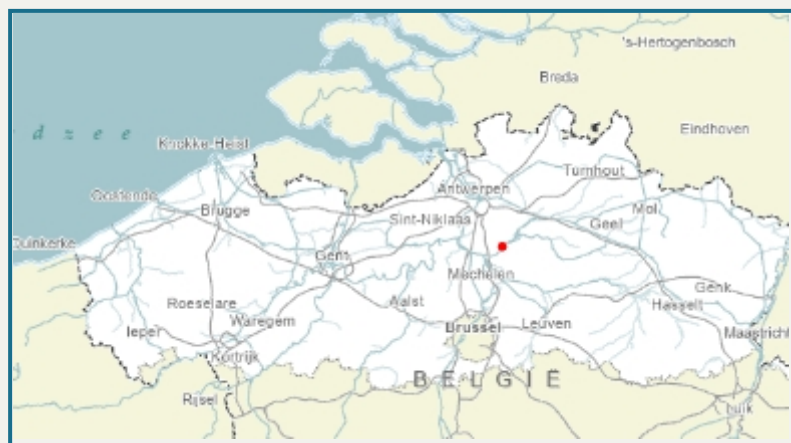 's-Hertogenbosch
Breda
dzee
Eindhoven
Knokke-Heist
Turnhout
Antwerpen
Oostende
Mol
Brugge
Sint-Niklaas
Geel
Duinkerke
Gent
Mechelen
Genk
Roeselare
Aalst
Hasselt
Waregem
Ieper
Brussel
Leuven
Maastricht
Kortrijk
BELGIË
Rijsel
Luik